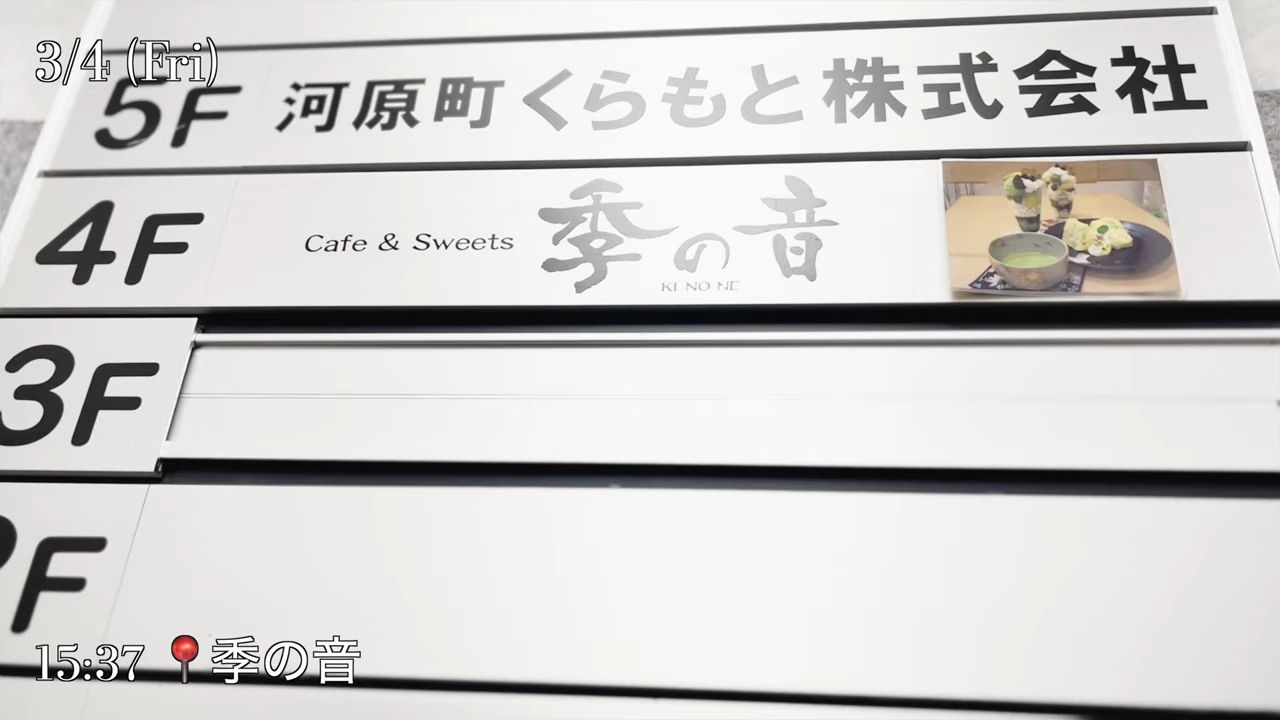 3/4 (Fri)
5F 河原町くらもと株式会社
4F Cafe & Sweets 季の音
KI NO NE
3F
2F
15:37 📍季の音